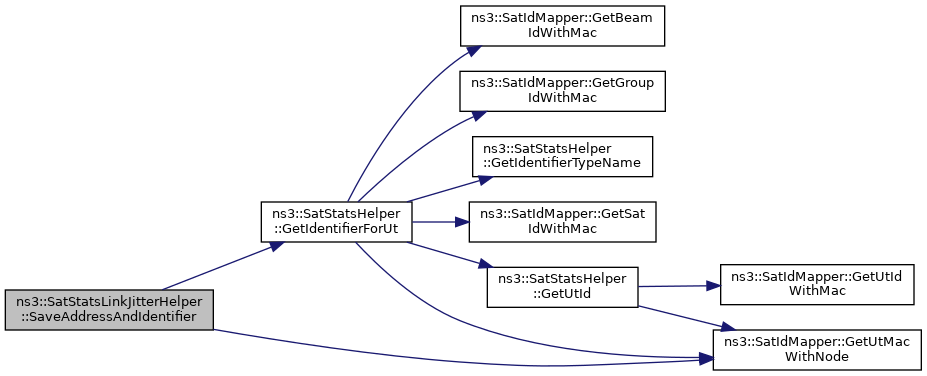 ns3::SatIdMapper::GetBeam
IdWithMac
ns3::SatIdMapper::GetGroup
IdWithMac
ns3::SatStatsHelper
::GetIdentifierTypeName
ns3::SatStatsHelper
::GetIdentifierForUt
ns3::SatIdMapper::GetSat
IdWithMac
ns3::SatStatsHelper
::GetUtId
ns3::SatIdMapper::GetUtId
WithMac
ns3::SatStatsLinkJitterHelper
::SaveAddressAndIdentifier
ns3::SatIdMapper::GetUtMac
WithNode